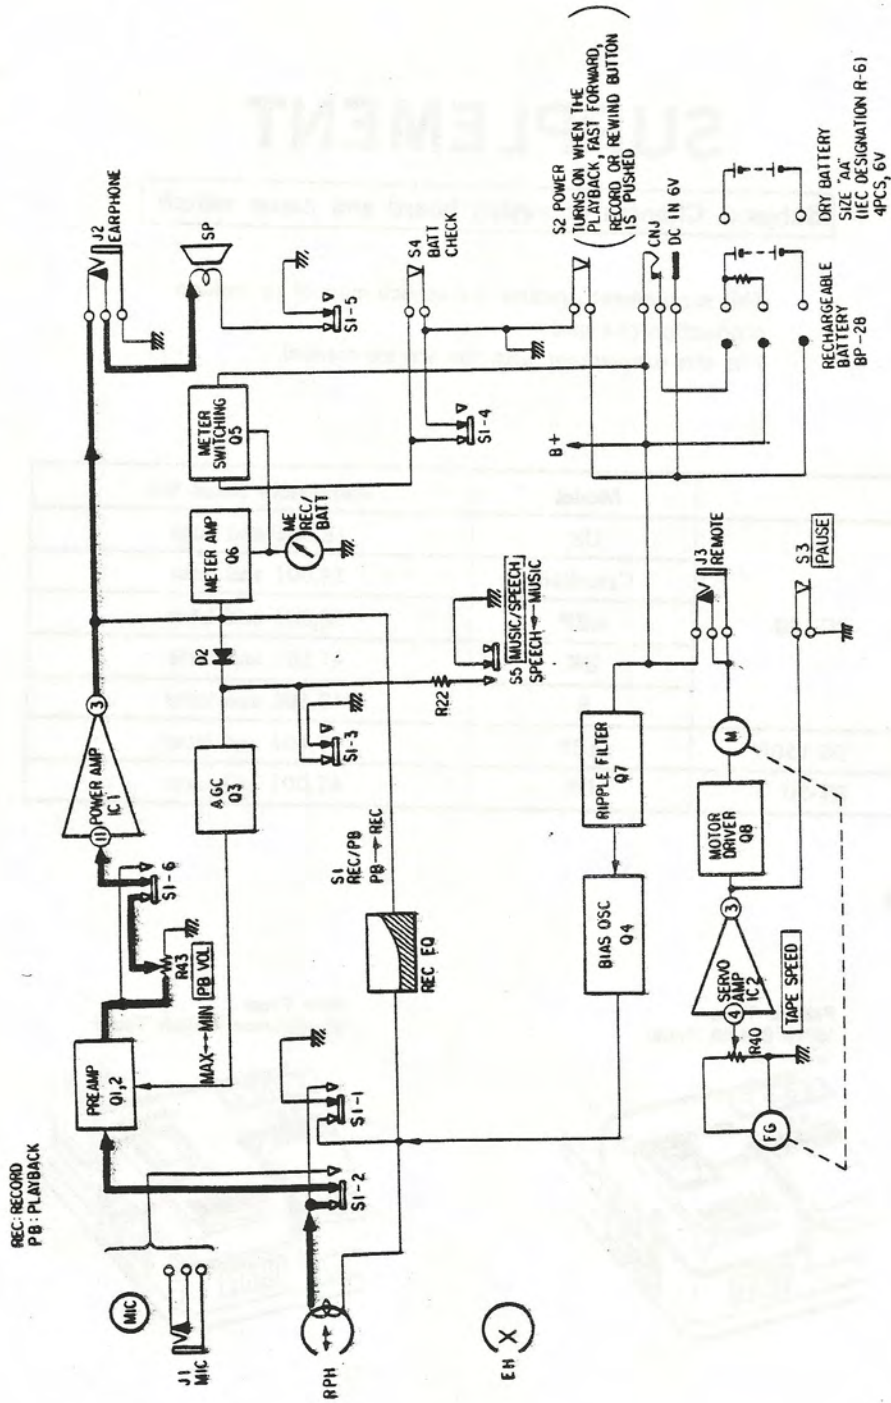 REC: RECORD
PB: PLAYBACK
MIC
J1
MIC
RPH
EH
PREAMP
Q1,2
S1-2
S1-1
MAX↔MIN
PB VOL
R43
S1-6
11
POWER AMP
IC1
3
AGC
Q3
S1-3
D2
R22
S1
REC/PB
PB→REC
REC EQ
METER AMP
Q6
METER
SWITCHING
Q5
ME
REC/
BATT
S5 MUSIC/SPEECH
SPEECH↔MUSIC
J2
EARPHONE
SP
S1-5
S4
BATT
CHECK
S1-4
BIAS OSC
Q4
RIPPLE FILTER
Q7
B+
S2 POWER
TURNS ON WHEN THE
PLAYBACK, FAST FORWARD,
RECORD OR REWIND BUTTON
IS PUSHED
CNJ
DC IN 6V
RECHARGEABLE
BATTERY
BP-28
DRY BATTERY
SIZE "AA"
(IEC DESIGNATION R-6)
4PCS, 6V
FG
R40
4
SERVO
AMP
IC2
3
TAPE SPEED
MOTOR
DRIVER
Q8
M
J3
REMOTE
S3
PAUSE
SUPPLEMENT
Model